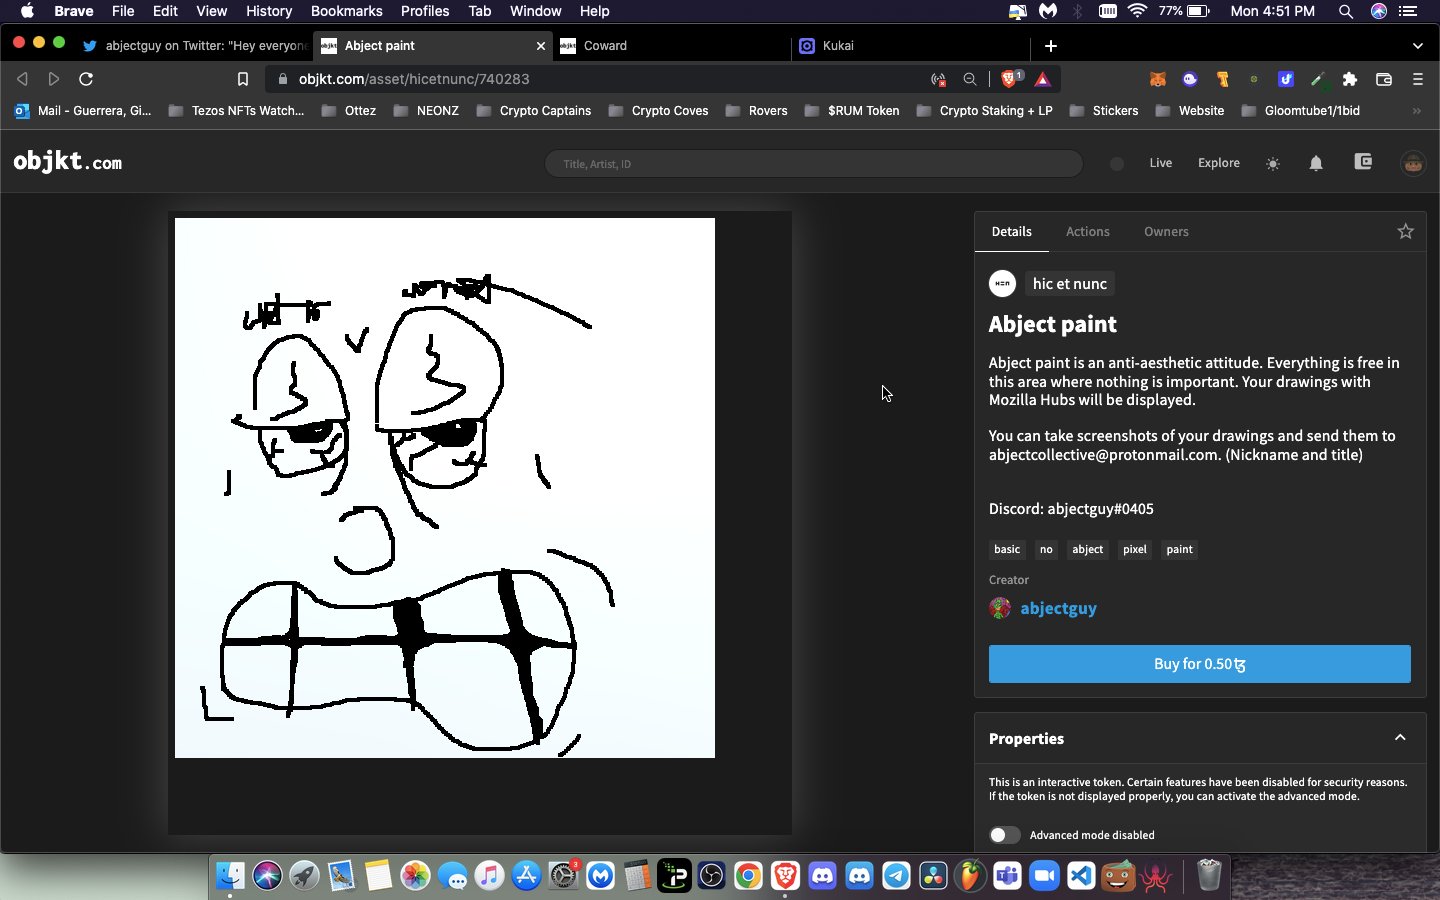 Brave File Edit View History Bookmarks Profiles Tab Window Help 77% Mon 4:51 PM
abjectguy on Twitter: "Hey everyone
objkt Abject paint
objkt Coward
Kukai
objkt.com/asset/hicetnunc/740283
1
Mail - Guerrera, Gi... Tezos NFTs Watch... Ottez NEONZ Crypto Captains Crypto Coves Rovers $RUM Token Crypto Staking + LP Stickers Website Gloomtube1/1bid
objkt.com
Title, Artist, ID
Live Explore
Details Actions Owners
hic et nunc
Abject paint
Abject paint is an anti-aesthetic attitude. Everything is free in
this area where nothing is important. Your drawings with
Mozilla Hubs will be displayed.
You can take screenshots of your drawings and send them to
abjectcollective@protonmail.com. (Nickname and title)
Discord: abjectguy#0405
basic no abject pixel paint
Creator
abjectguy
Buy for 0.50ꜩ
Properties
This is an interactive token. Certain features have been disabled for security reasons.
If the token is not displayed properly, you can activate the advanced mode.
Advanced mode disabled
3